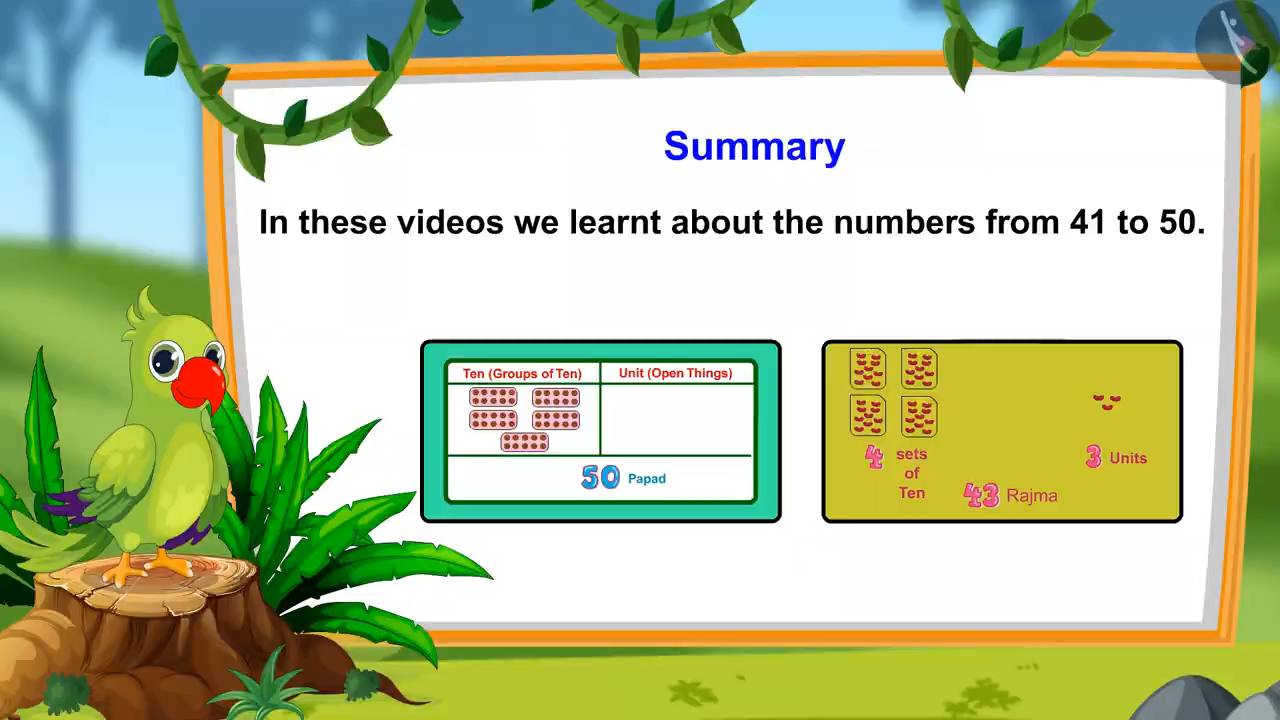 Summary
In these videos we learnt about the numbers from 41 to 50.
Ten (Groups of Ten) Unit (Open Things)
50 Papad
4 sets of Ten
3 Units
43 Rajma